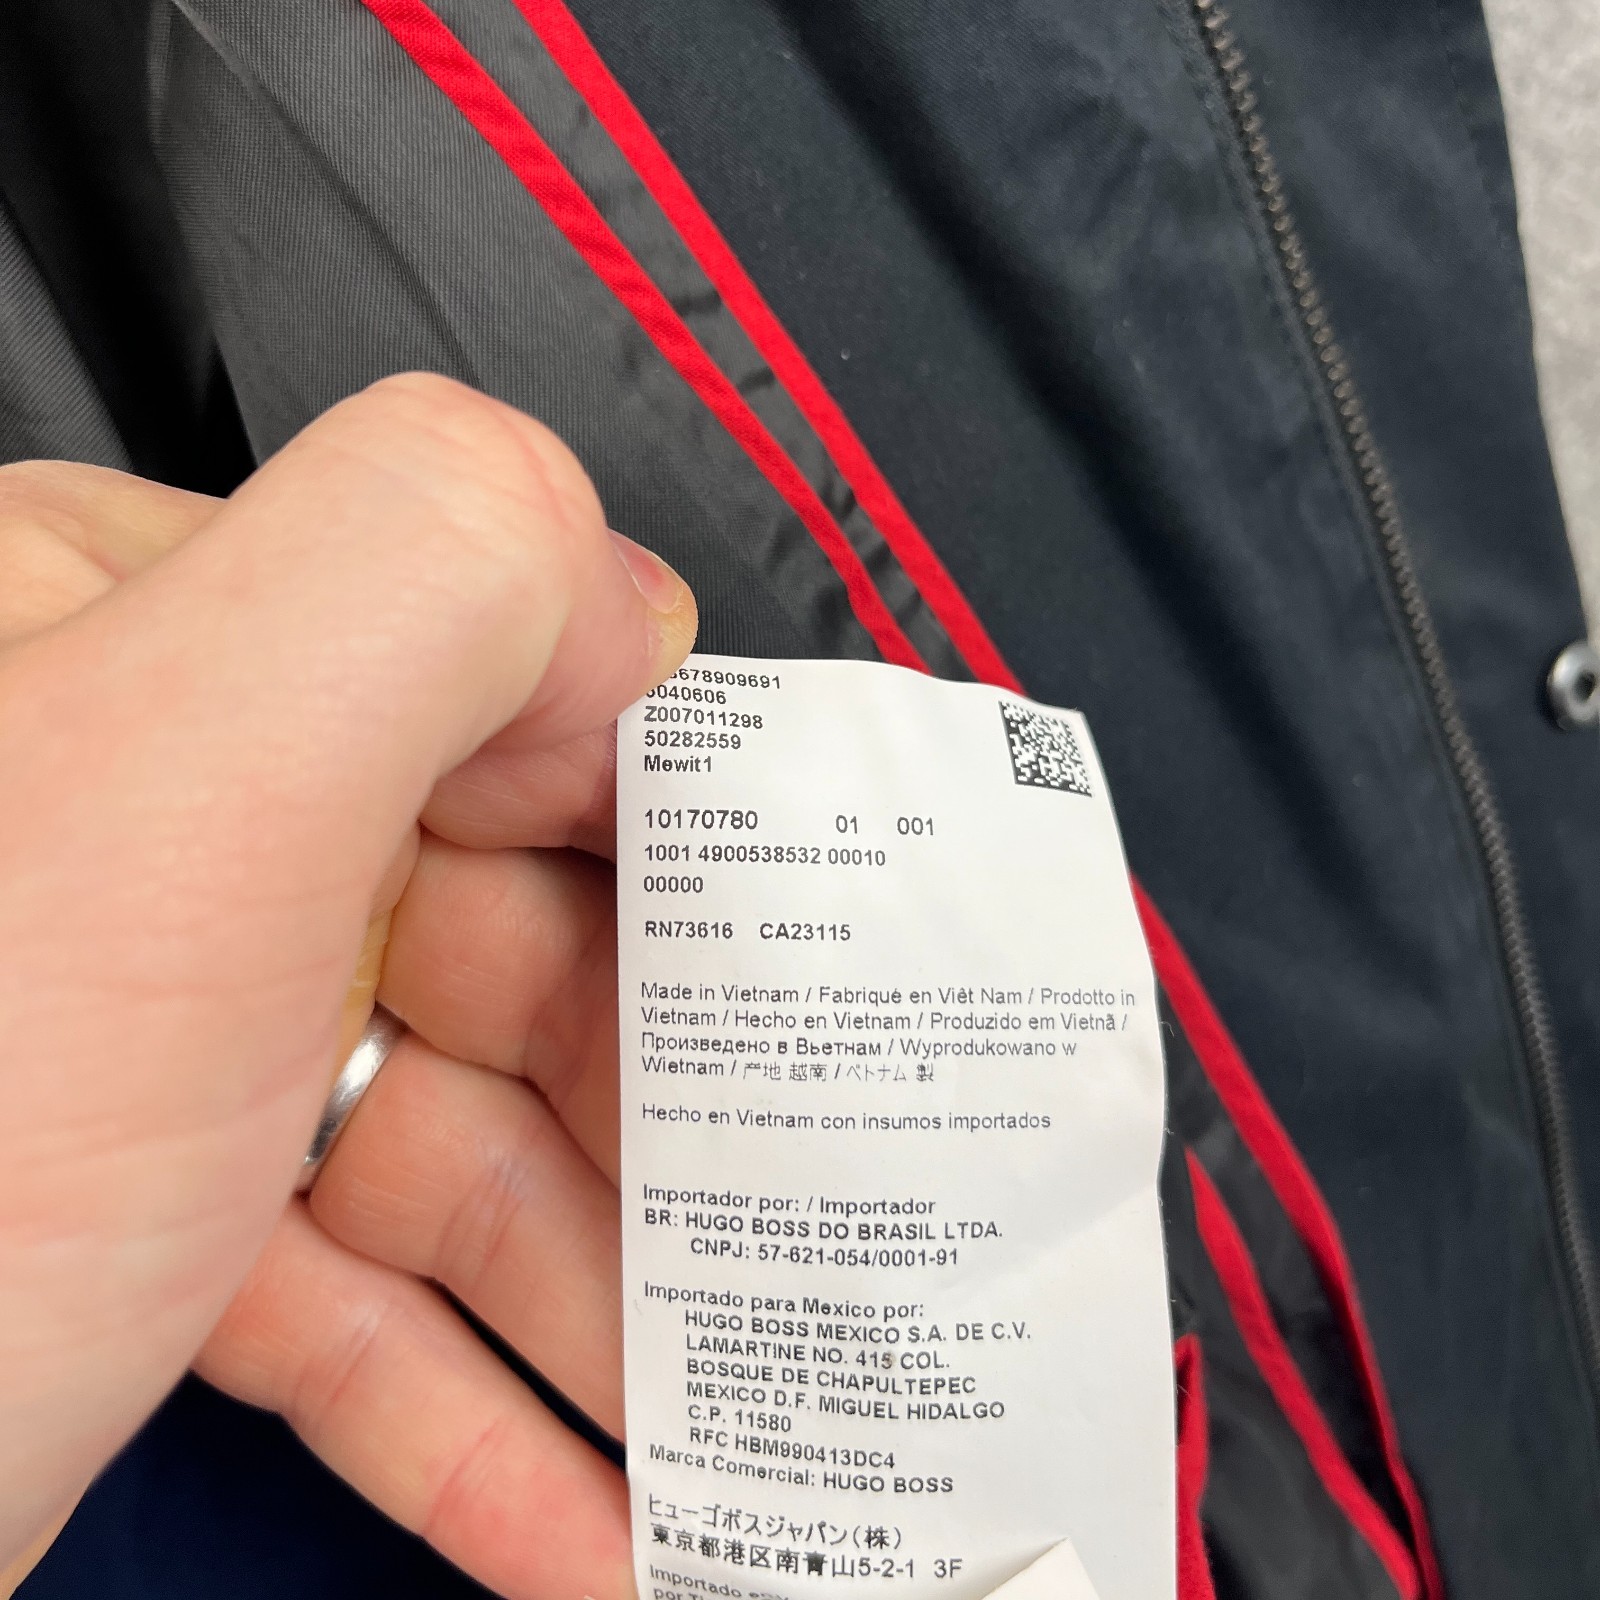 678909691
040606
Z007011298
50282559
Mewit1
10170780 01 001
1001 4900538532 00010
00000
RN73616 CA23115
Made in Vietnam / Fabriqué en Viêt Nam / Prodotto in
Vietnam / Hecho en Vietnam / Produzido em Vietnã /
Произведено в Вьетнам / Wyprodukowano w
Wietnam / 产地 越南 / ベトナム 製
Hecho en Vietnam con insumos importados
Importador por: / Importador
BR: HUGO BOSS DO BRASIL LTDA.
CNPJ: 57-621-054/0001-91
Importado para Mexico por:
HUGO BOSS MEXICO S.A. DE C.V.
LAMARTINE NO. 415 COL.
BOSQUE DE CHAPULTEPEC
MEXICO D.F. MIGUEL HIDALGO
C.P. 11580
RFC HBM990413DC4
Marca Comercial: HUGO BOSS
ヒューゴボスジャパン(株)
東京都港区南青山5-2-1 3F
Importado
por